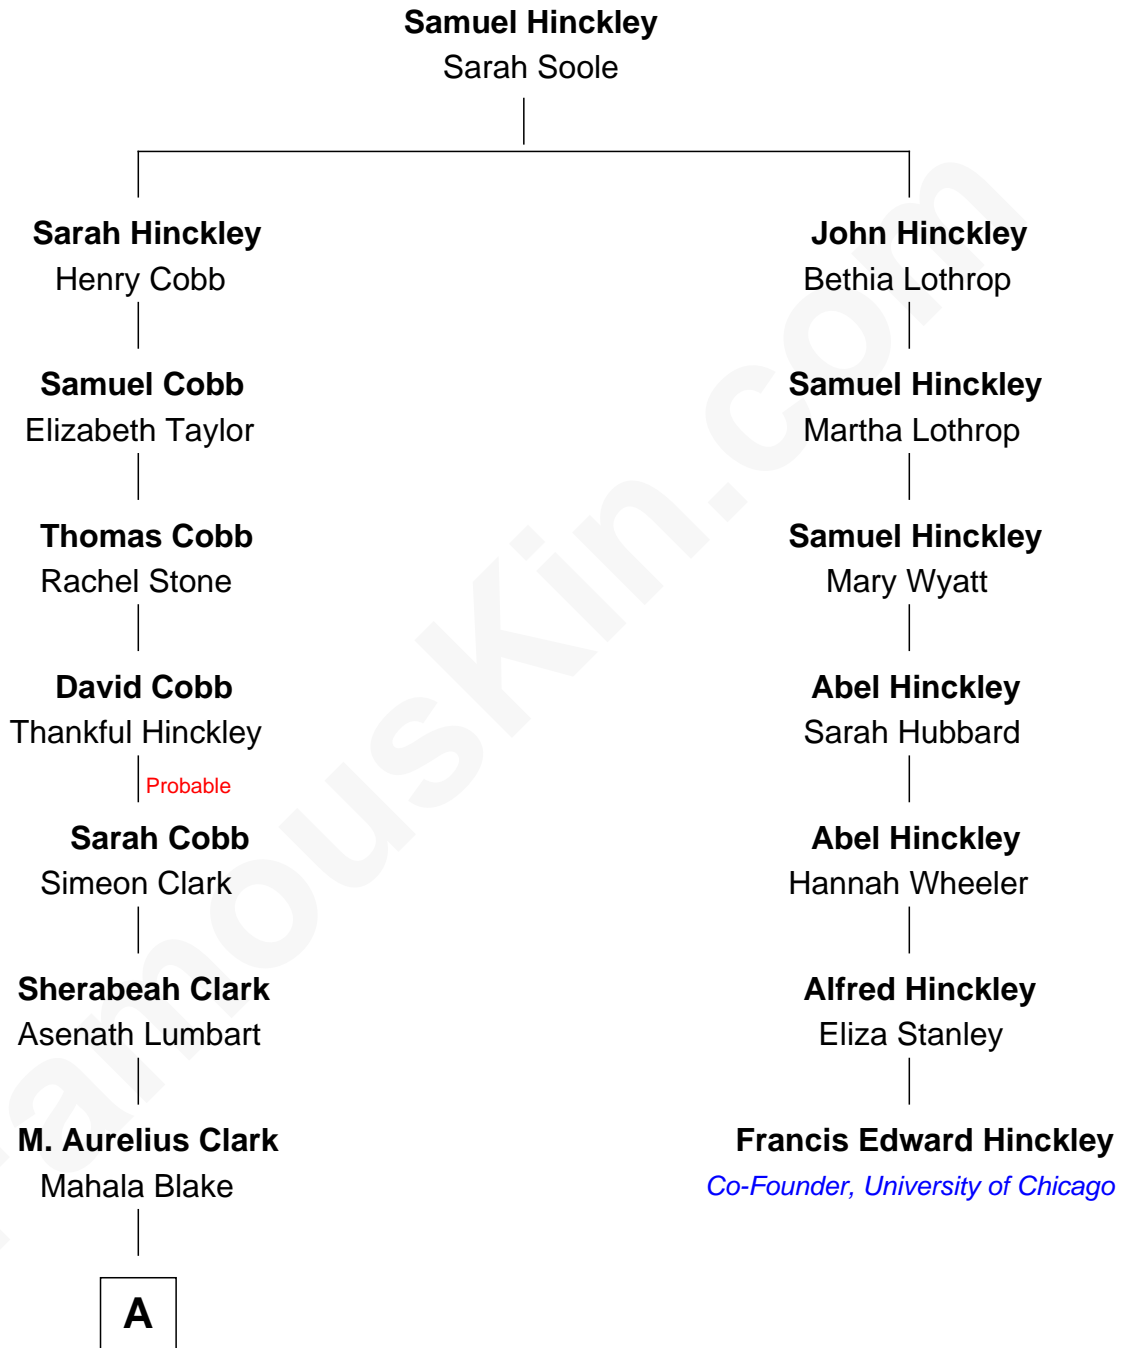 Samuel Hinckley
Sarah Soole
Sarah Hinckley
Henry Cobb
John Hinckley
Bethia Lothrop
Samuel Cobb
Elizabeth Taylor
Samuel Hinckley
Martha Lothrop
Thomas Cobb
Rachel Stone
Samuel Hinckley
Mary Wyatt
David Cobb
Thankful Hinckley
Abel Hinckley
Sarah Hubbard
Probable
Sarah Cobb
Simeon Clark
Abel Hinckley
Hannah Wheeler
Sherabeah Clark
Asenath Lumbart
Alfred Hinckley
Eliza Stanley
M. Aurelius Clark
Mahala Blake
Francis Edward Hinckley
Co-Founder, University of Chicago
A
FamousKin.com